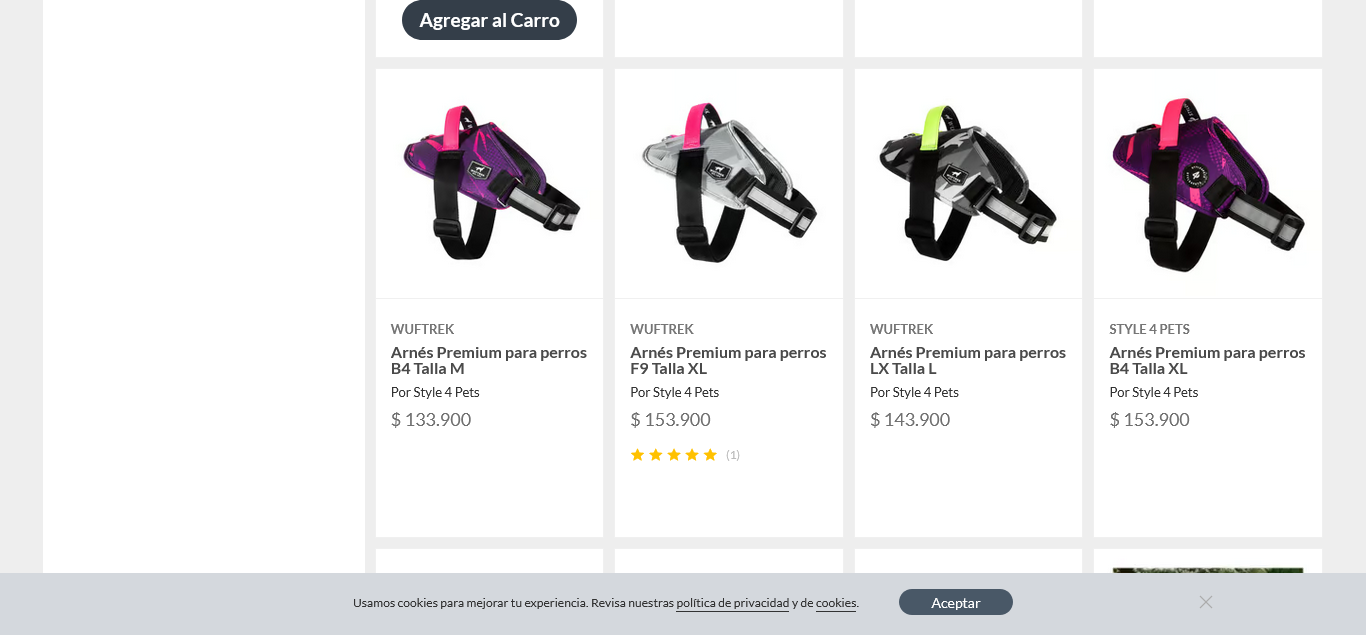 Agregar al Carro
WUFTREK
Arnés Premium para perros
B4 Talla M
Por Style 4 Pets
$ 133.900
WUFTREK
Arnés Premium para perros
F9 Talla XL
Por Style 4 Pets
$ 153.900
(1)
WUFTREK
Arnés Premium para perros
LX Talla L
Por Style 4 Pets
$ 143.900
STYLE 4 PETS
Arnés Premium para perros
B4 Talla XL
Por Style 4 Pets
$ 153.900
Usamos cookies para mejorar tu experiencia. Revisa nuestras política de privacidad y de cookies.
Aceptar